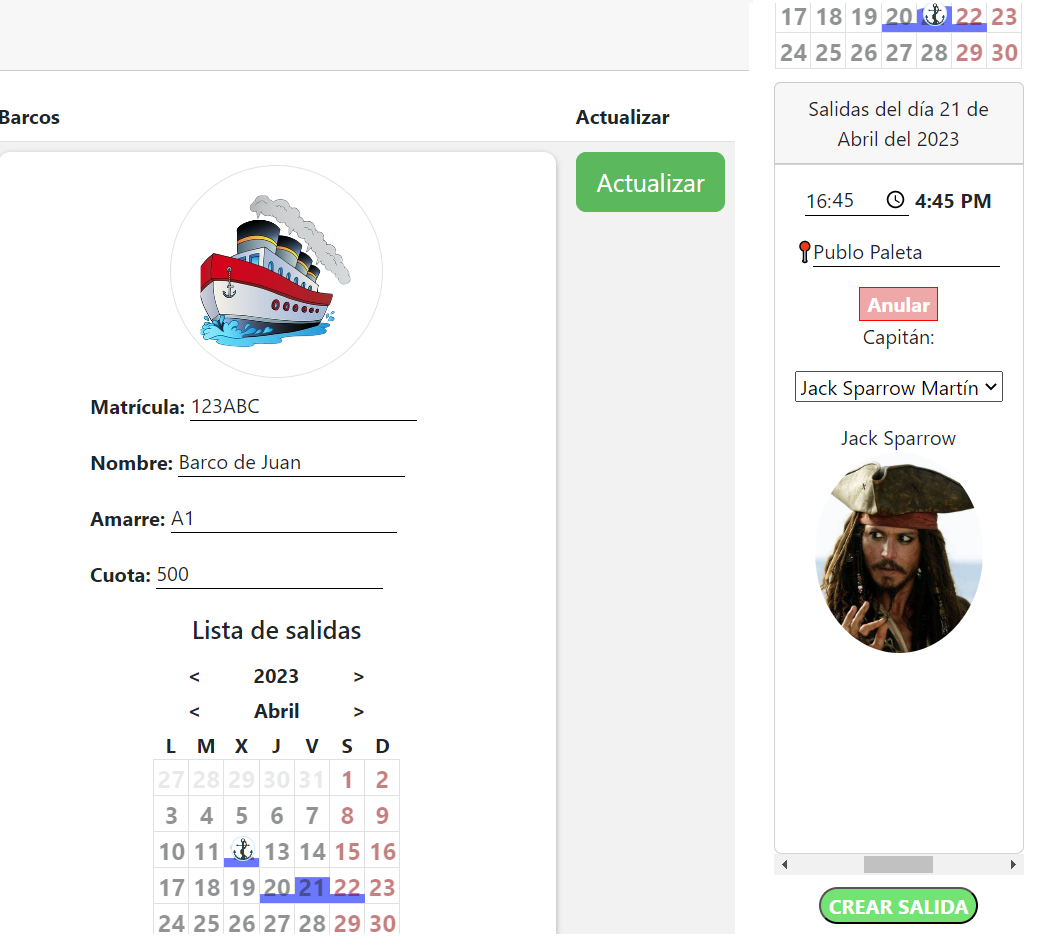 Barcos
Actualizar
Actualizar
Matrícula: 123ABC
Nombre: Barco de Juan
Amarre: A1
Cuota: 500
Lista de salidas
< 2023 >
< Abril >
L M X J V S D
27 28 29 30 31 1 2
3 4 5 6 7 8 9
10 11 13 14 15 16
17 18 19 20 21 22 23
24 25 26 27 28 29 30
17 18 19 20 22 23
24 25 26 27 28 29 30
Salidas del día 21 de
Abril del 2023
16:45 4:45 PM
Publo Paleta
Anular
Capitán:
Jack Sparrow Martín
Jack Sparrow
CREAR SALIDA